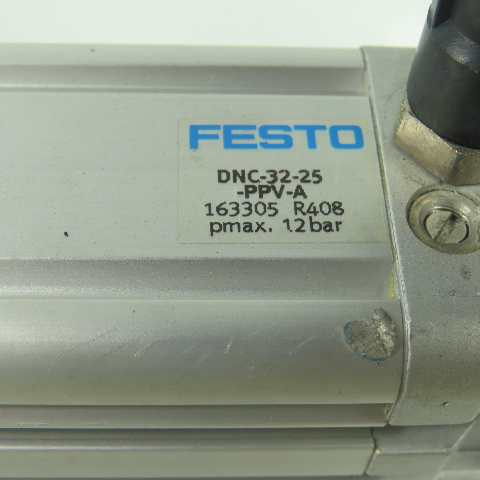 FESTO
DNC-32-25
-PPV-A
163305 R408
pmax. 12bar